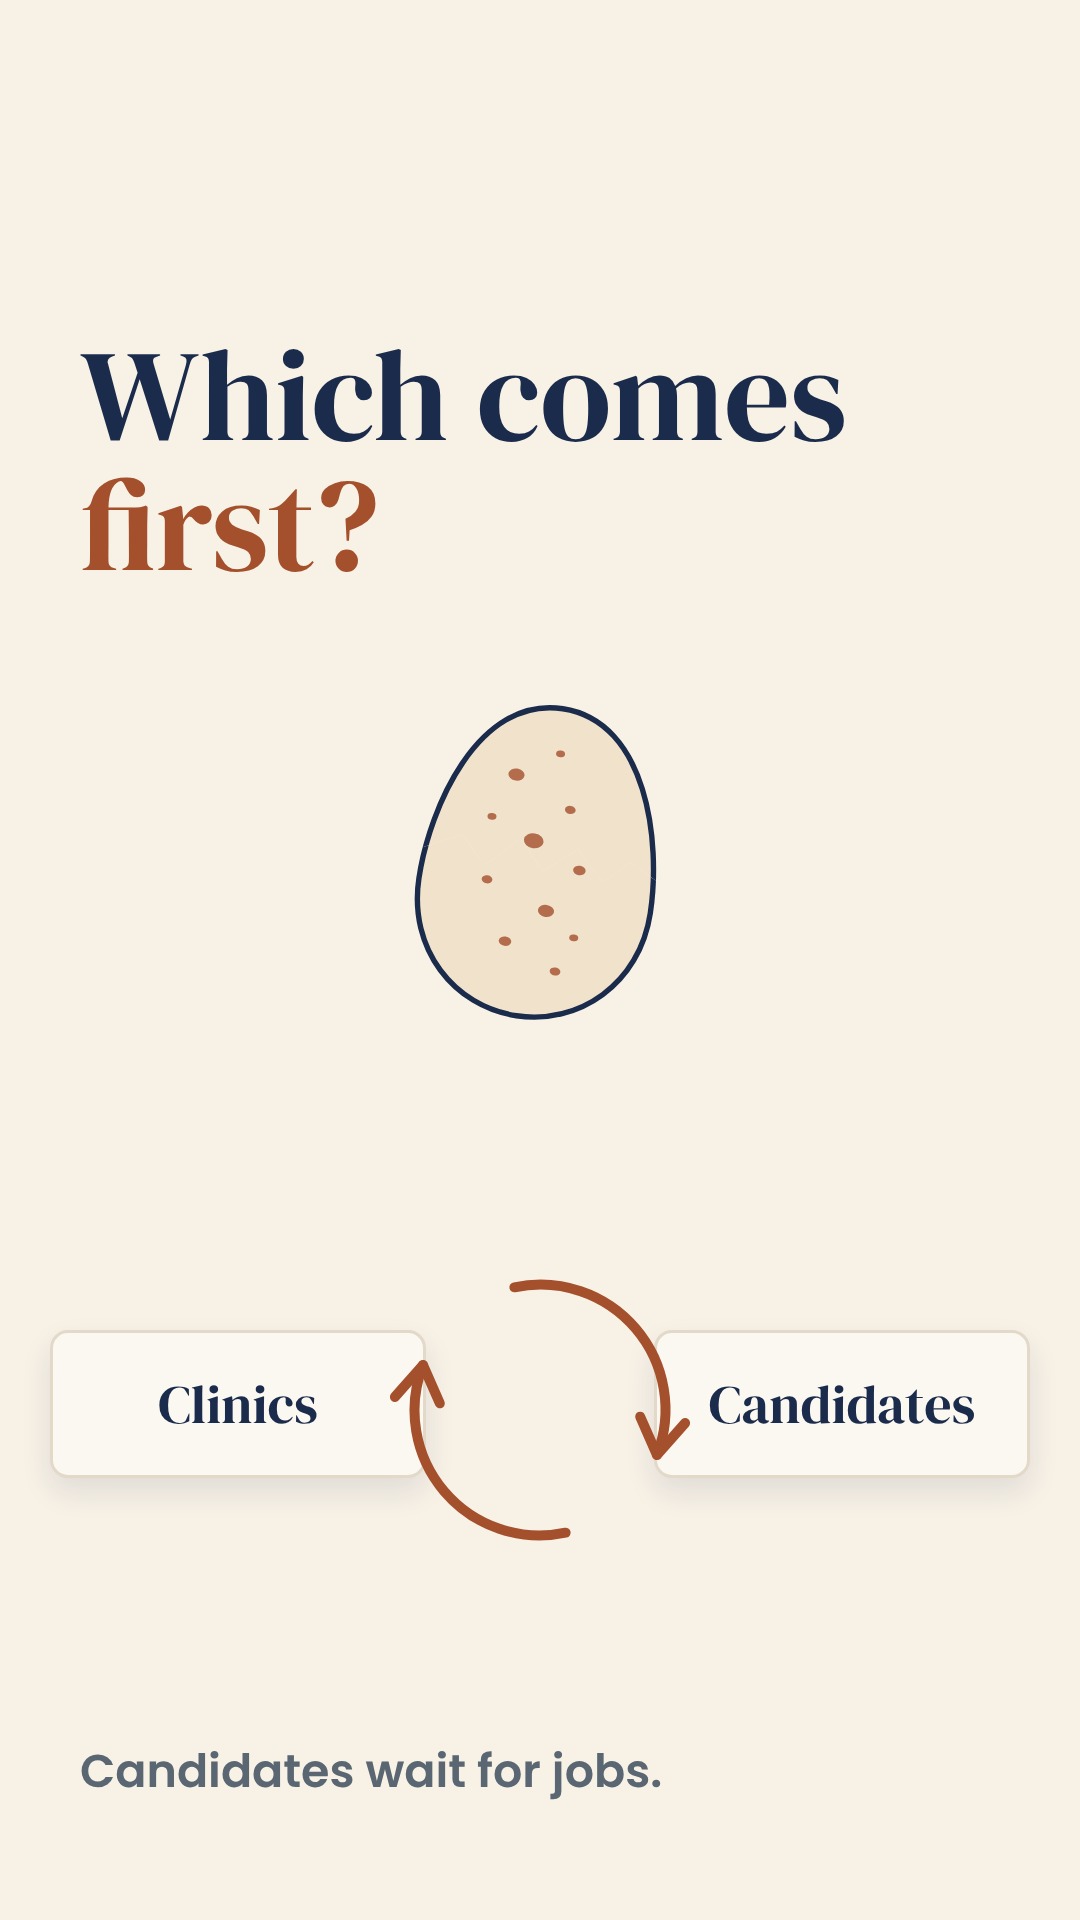 Which comes
first?
Clinics
Candidates
Candidates wait for jobs.